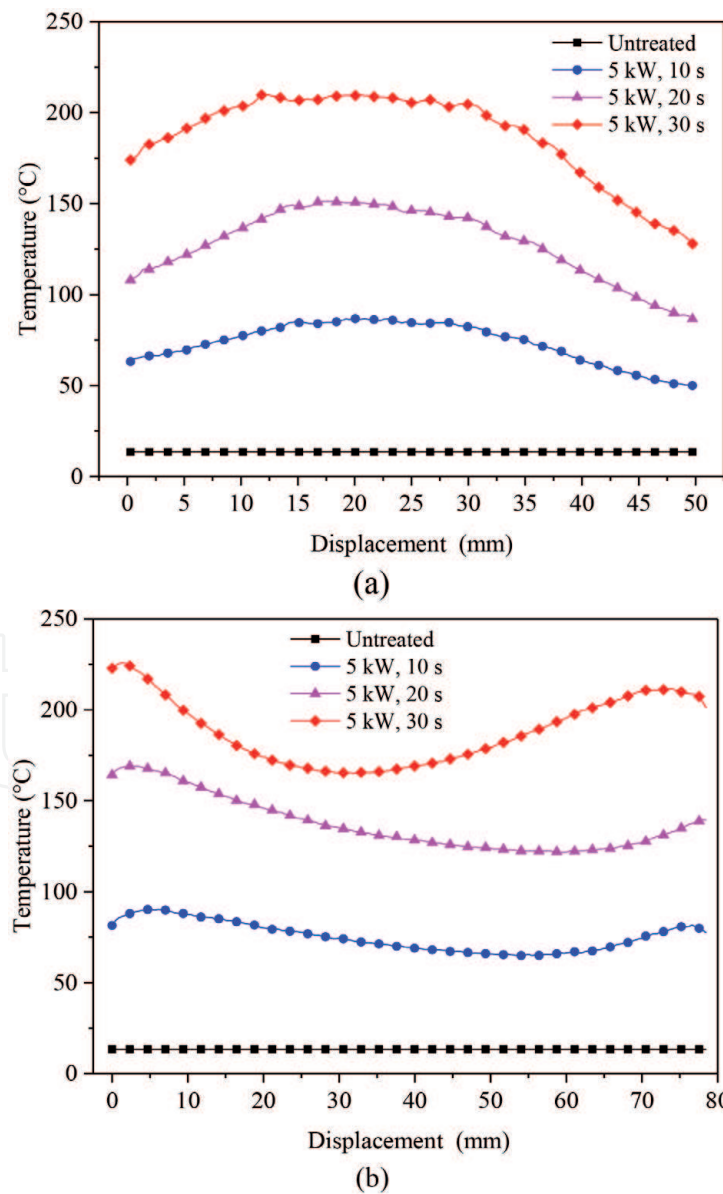 250
Untreated
5 kW, 10 s
5 kW, 20 s
5 kW, 30 s
200
150
100
50
0
Temperature (°C)
0 5 10 15 20 25 30 35 40 45 50
Displacement (mm)
(a)
250
Untreated
5 kW, 10 s
5 kW, 20 s
5 kW, 30 s
200
150
100
50
0
Temperature (°C)
0 10 20 30 40 50 60 70 80
Displacement (mm)
(b)